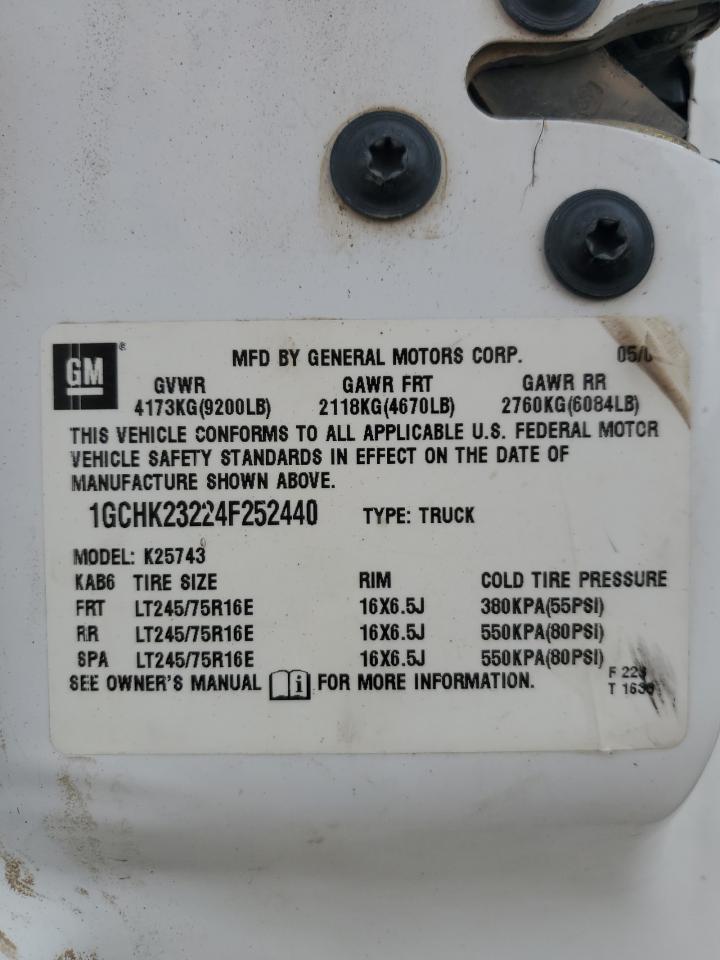 GM®
MFD BY GENERAL MOTORS CORP. 05/0
GVWR GAWR FRT GAWR RR
4173KG(9200LB) 2118KG(4670LB) 2760KG(6084LB)
THIS VEHICLE CONFORMS TO ALL APPLICABLE U.S. FEDERAL MOTOR
VEHICLE SAFETY STANDARDS IN EFFECT ON THE DATE OF
MANUFACTURE SHOWN ABOVE.
1GCHK23224F252440 TYPE: TRUCK
MODEL: K25743
KAB6 TIRE SIZE RIM COLD TIRE PRESSURE
FRT LT245/75R16E 16X6.5J 380KPA(55PSI)
RR LT245/75R16E 16X6.5J 550KPA(80PSI)
SPA LT245/75R16E 16X6.5J 550KPA(80PSI)
SEE OWNER'S MANUAL i FOR MORE INFORMATION.
F
T